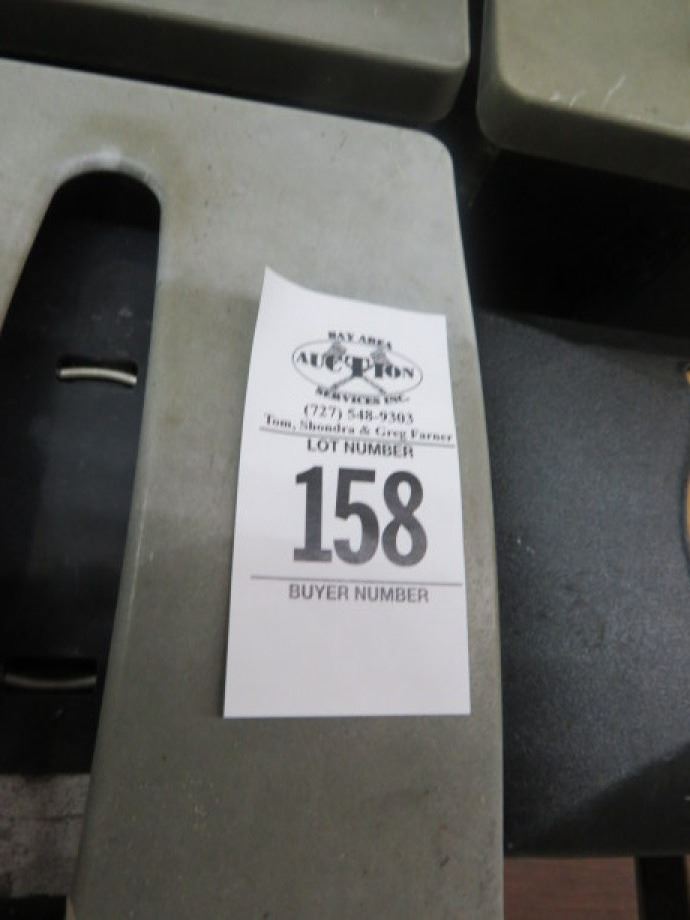 BAY AREA
AUCTION
SERVICES INC.
(727) 548-9303
Tom, Shondra & Greg Farner
LOT NUMBER
158
BUYER NUMBER